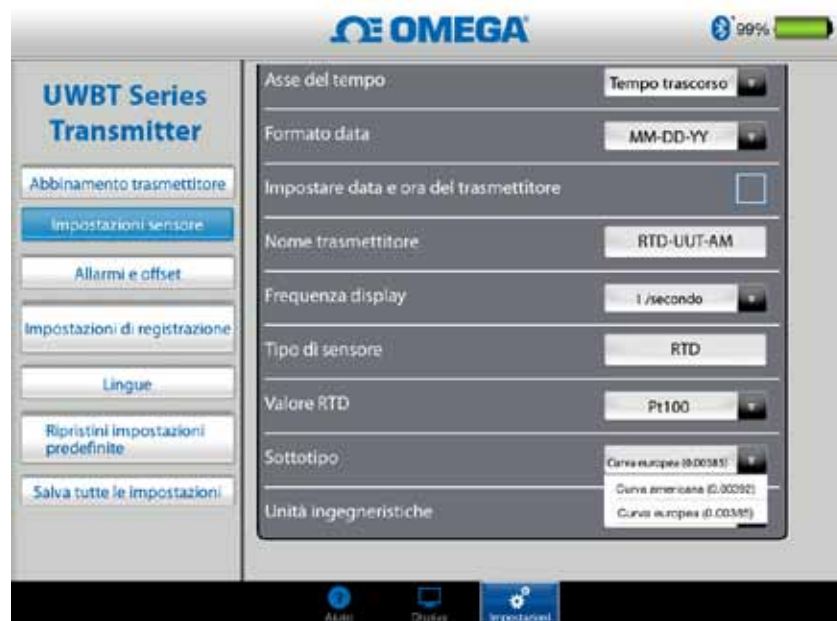 OMEGA
99%
UWBT Series
Transmitter
Abbinamento trasmettitore
Impostazioni sensore
Allarmi e offset
Impostazioni di registrazione
Lingue
Ripristini impostazioni
predefinite
Salva tutte le impostazioni
Asse del tempo
Tempo trascorso
Formato data
MM-DD-YY
Impostare data e ora del trasmettitore
Nome trasmettitore
RTD-UUT-AM
Frequenza display
1 /secondo
Tipo di sensore
RTD
Valore RTD
Pt100
Sottotipo
Curva europea (0.00385)
Curva americana (0.00392)
Curva europea (0.00385)
Unità ingegneristiche
Aiuto
Display
Impostazioni